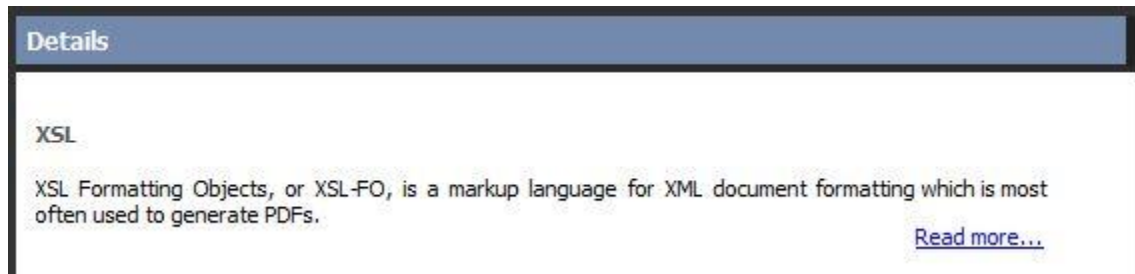 Details
XSL
XSL Formatting Objects, or XSL-FO, is a markup language for XML document formatting which is most
often used to generate PDFs.
Read more...